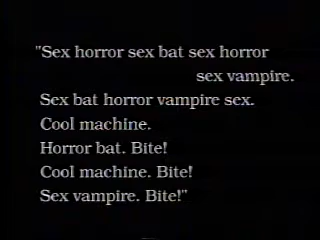 "Sex horror sex bat sex horror
sex vampire.
Sex bat horror vampire sex.
Cool machine.
Horror bat. Bite!
Cool machine. Bite!
Sex vampire. Bite!"